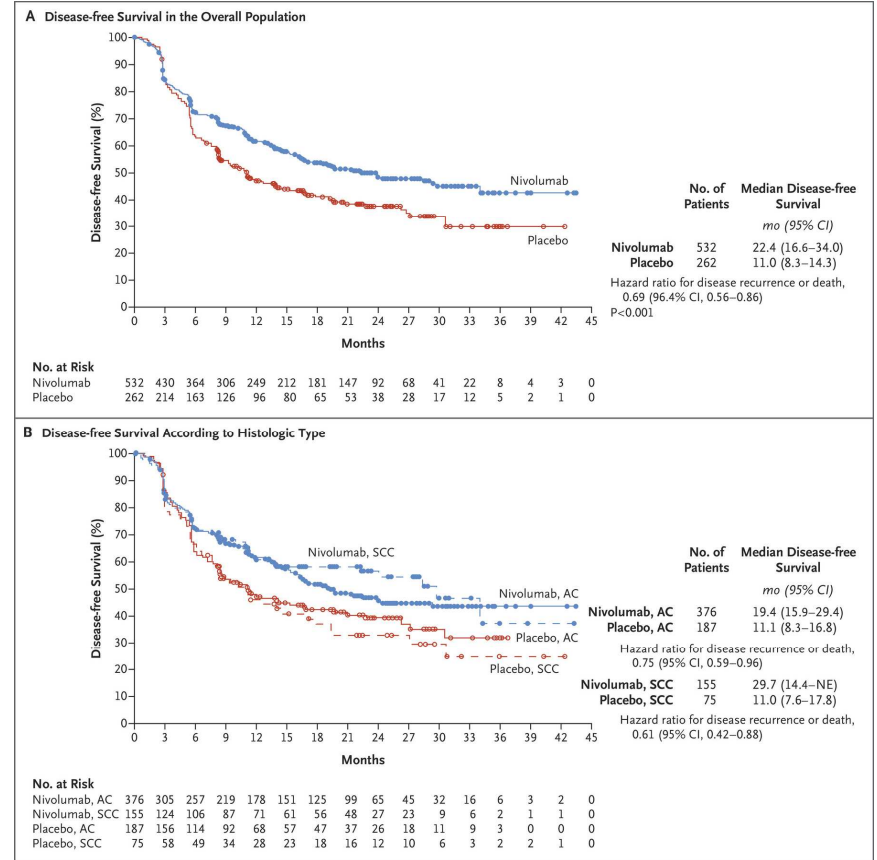 A Disease-free Survival in the Overall Population
100
90
80
70
60
50
40
30
20
10
0
Disease-free Survival (%)
Nivolumab
Placebo
0 3 6 9 12 15 18 21 24 27 30 33 36 39 42 45
Months
No. of Patients
Median Disease-free Survival
mo (95% CI)
Nivolumab 532 22.4 (16.6–34.0)
Placebo 262 11.0 (8.3–14.3)
Hazard ratio for disease recurrence or death,
0.69 (96.4% CI, 0.56–0.86)
P<0.001
No. at Risk
Nivolumab 532 430 364 306 249 212 181 147 92 68 41 22 8 4 3 0
Placebo 262 214 163 126 96 80 65 53 38 28 17 12 5 2 1 0
B Disease-free Survival According to Histologic Type
100
90
80
70
60
50
40
30
20
10
0
Disease-free Survival (%)
Nivolumab, SCC
Nivolumab, AC
Placebo, AC
Placebo, SCC
0 3 6 9 12 15 18 21 24 27 30 33 36 39 42 45
Months
No. of Patients
Median Disease-free Survival
mo (95% CI)
Nivolumab, AC 376 19.4 (15.9–29.4)
Placebo, AC 187 11.1 (8.3–16.8)
Hazard ratio for disease recurrence or death,
0.75 (95% CI, 0.59–0.96)
Nivolumab, SCC 155 29.7 (14.4–NE)
Placebo, SCC 75 11.0 (7.6–17.8)
Hazard ratio for disease recurrence or death,
0.61 (95% CI, 0.42–0.88)
No. at Risk
Nivolumab, AC 376 305 257 219 178 151 125 99 65 45 32 16 6 3 2 0
Nivolumab, SCC 155 124 106 87 71 61 56 48 27 23 9 6 2 1 1 0
Placebo, AC 187 156 114 92 68 57 47 37 26 18 11 9 3 0 0 0
Placebo, SCC 75 58 49 34 28 23 18 16 12 10 6 3 2 2 1 0